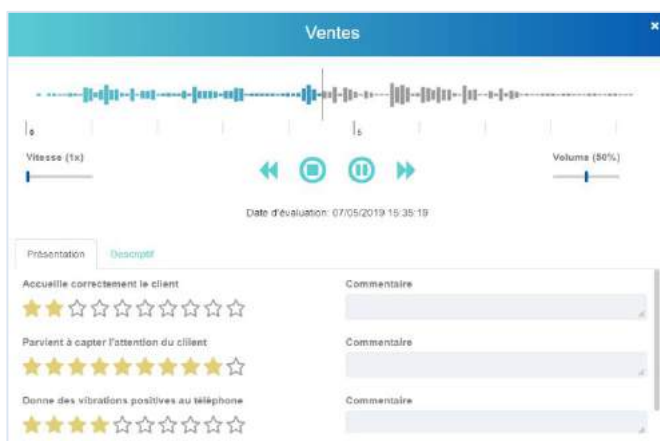 Ventes
0 5
Vitesse (1x) Volume (50%)
Date d'évaluation: 07/05/2019 15:35:19
Présentation Descriptif
Accueille correctement le client Commentaire
Parvient à capter l'attention du cliient Commentaire
Donne des vibrations positives au téléphone Commentaire